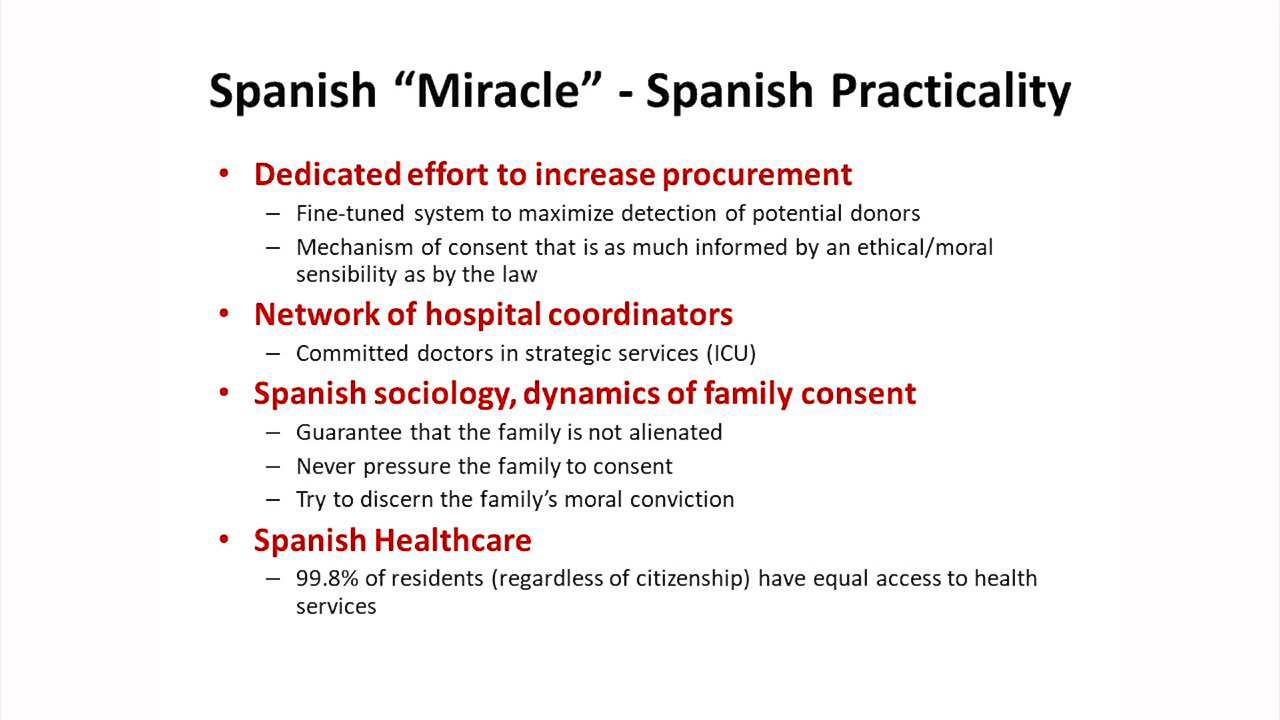 Spanish “Miracle” - Spanish Practicality
• Dedicated effort to increase procurement
– Fine-tuned system to maximize detection of potential donors
– Mechanism of consent that is as much informed by an ethical/moral
sensibility as by the law
• Network of hospital coordinators
– Committed doctors in strategic services (ICU)
• Spanish sociology, dynamics of family consent
– Guarantee that the family is not alienated
– Never pressure the family to consent
– Try to discern the family’s moral conviction
• Spanish Healthcare
– 99.8% of residents (regardless of citizenship) have equal access to health
services